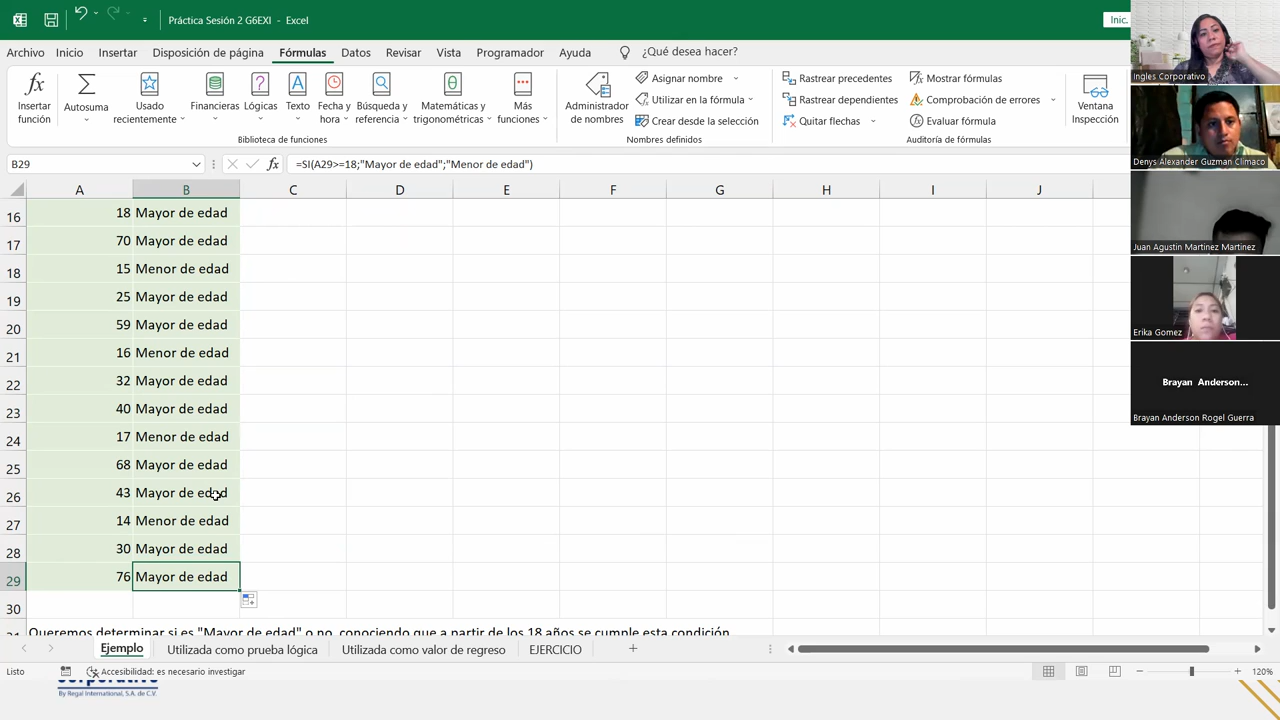 Práctica Sesión 2 G6EXI - Excel
Inic.
Archivo Inicio Insertar Disposición de página Fórmulas Datos Revisar Vista Programador Ayuda ¿Qué desea hacer?
Insertar función
Autosuma
Usado recientemente
Financieras
Lógicas
Texto
Fecha y hora
Búsqueda y referencia
Matemáticas y trigonométricas
Más funciones
Biblioteca de funciones
Administrador de nombres
Asignar nombre
Utilizar en la fórmula
Crear desde la selección
Nombres definidos
Rastrear precedentes
Rastrear dependientes
Quitar flechas
Mostrar fórmulas
Comprobación de errores
Evaluar fórmula
Auditoría de fórmulas
Ventana Inspección
B29 fx =SI(A29>=18;"Mayor de edad";"Menor de edad")
A B C D E F G H I J
16 18 Mayor de edad
17 70 Mayor de edad
18 15 Menor de edad
19 25 Mayor de edad
20 59 Mayor de edad
21 16 Menor de edad
22 32 Mayor de edad
23 40 Mayor de edad
24 17 Menor de edad
25 68 Mayor de edad
26 43 Mayor de edad
27 14 Menor de edad
28 30 Mayor de edad
29 76 Mayor de edad
30
Queremos determinar si es "Mayor de edad" o no, conociendo que a partir de los 18 años se cumple esta condición
Ejemplo Utilizada como prueba lógica Utilizada como valor de regreso EJERCICIO
Listo Accesibilidad: es necesario investigar 120%
corporativo
By Regal International, S.A. de C.V.
Ingles Corporativo
Denys Alexander Guzman Climaco
Juan Agustin Martinez Martinez
Erika Gomez
Brayan Anderson...
Brayan Anderson Rogel Guerra